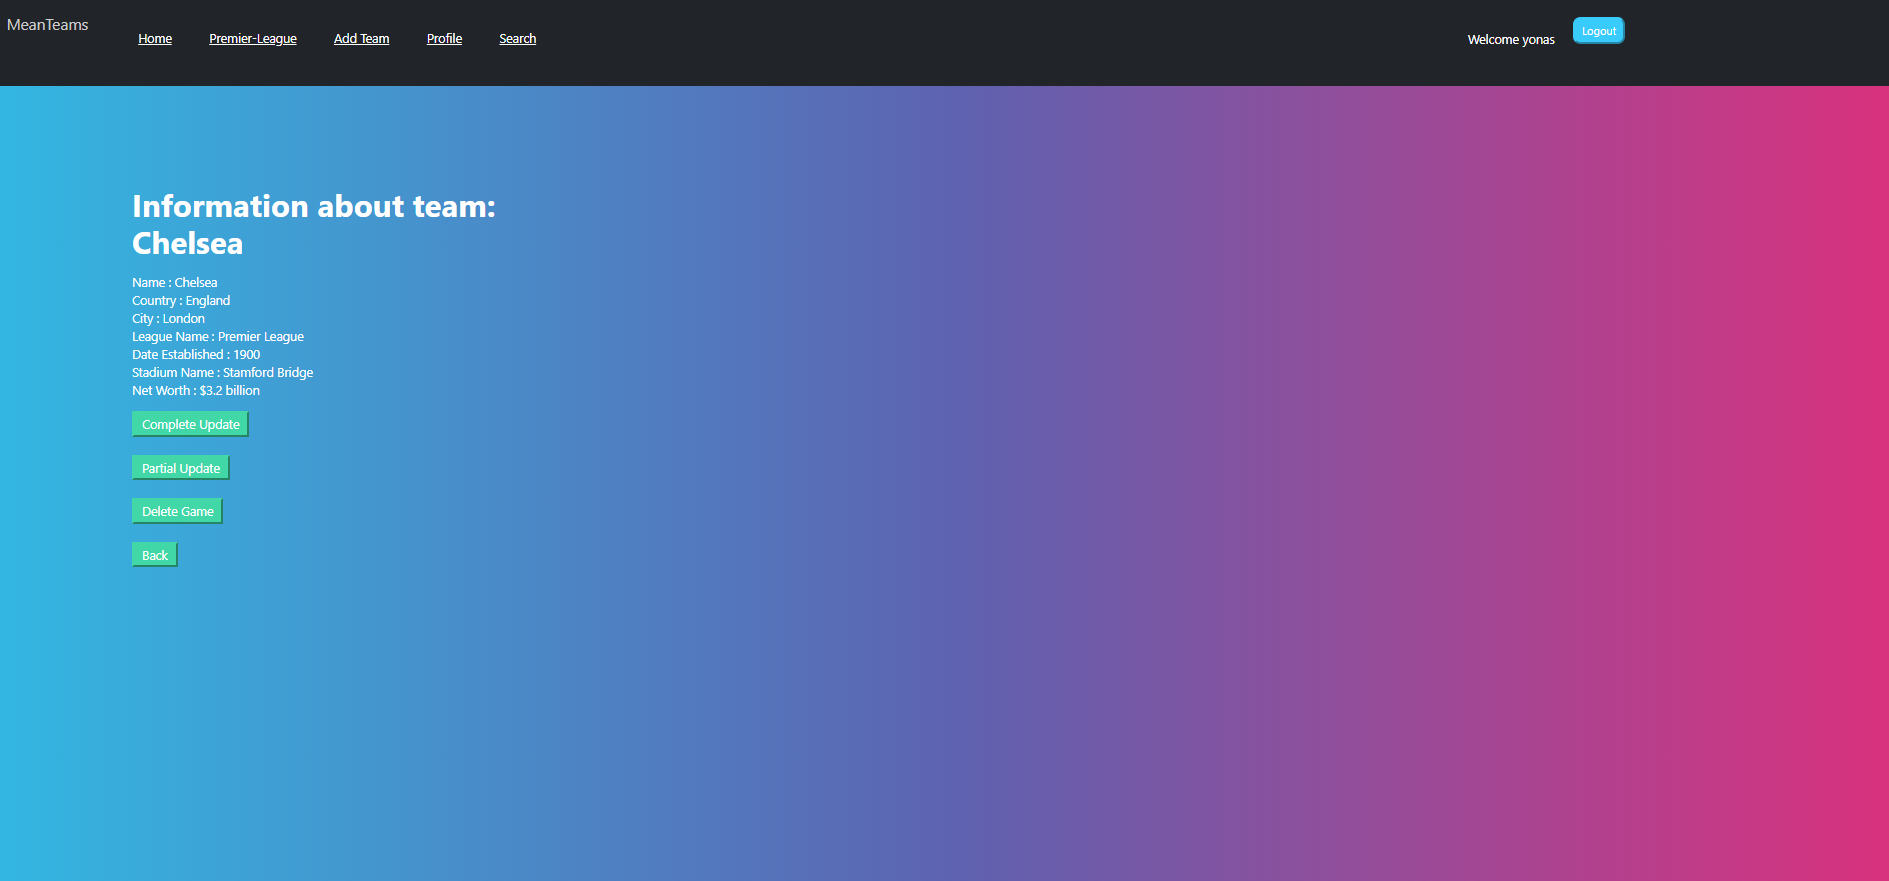 MeanTeams
Home Premier-League Add Team Profile Search
Welcome yonas
Logout
Information about team:
Chelsea
Name : Chelsea
Country : England
City : London
League Name : Premier League
Date Established : 1900
Stadium Name : Stamford Bridge
Net Worth : $3.2 billion
Complete Update
Partial Update
Delete Game
Back